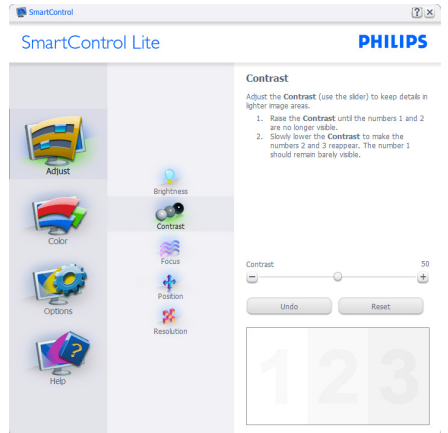 SmartControl
SmartControl Lite
PHILIPS
Adjust
Color
Options
Help
Brightness
Contrast
Focus
Position
Resolution
Contrast
Adjust the Contrast (use the slider) to keep details in
lighter image areas.
1. Raise the Contrast until the numbers 1 and 2
are no longer visible.
2. Slowly lower the Contrast to make the
numbers 2 and 3 reappear. The number 1
should remain barely visible.
Contrast 50
Undo Reset
1 2 3